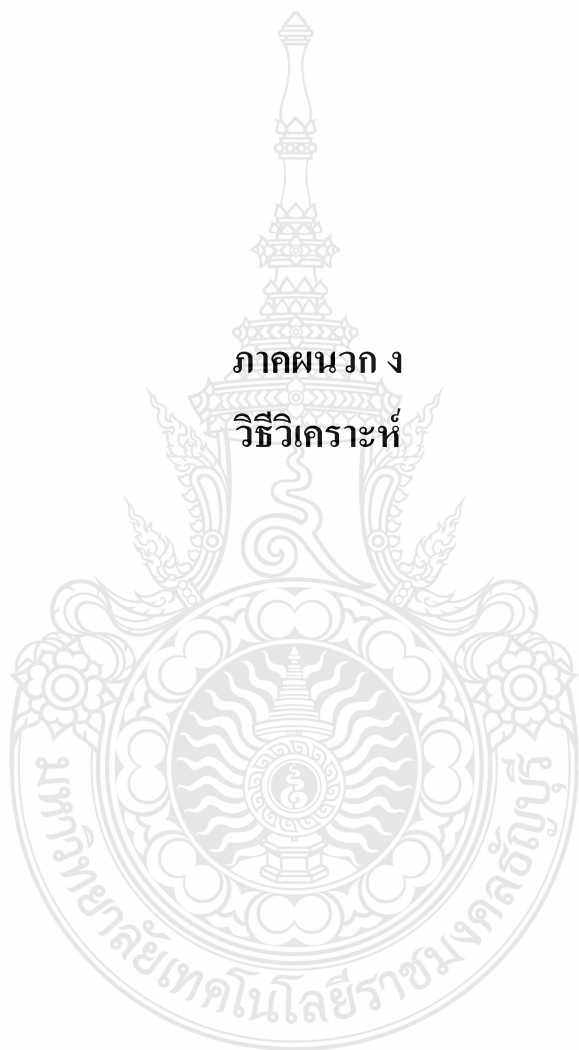 ภาคผนวก ง
วิธีวิเคราะห์
มหาวิทยาลัยเทคโนโลยีราชมงคลธัญบุรี